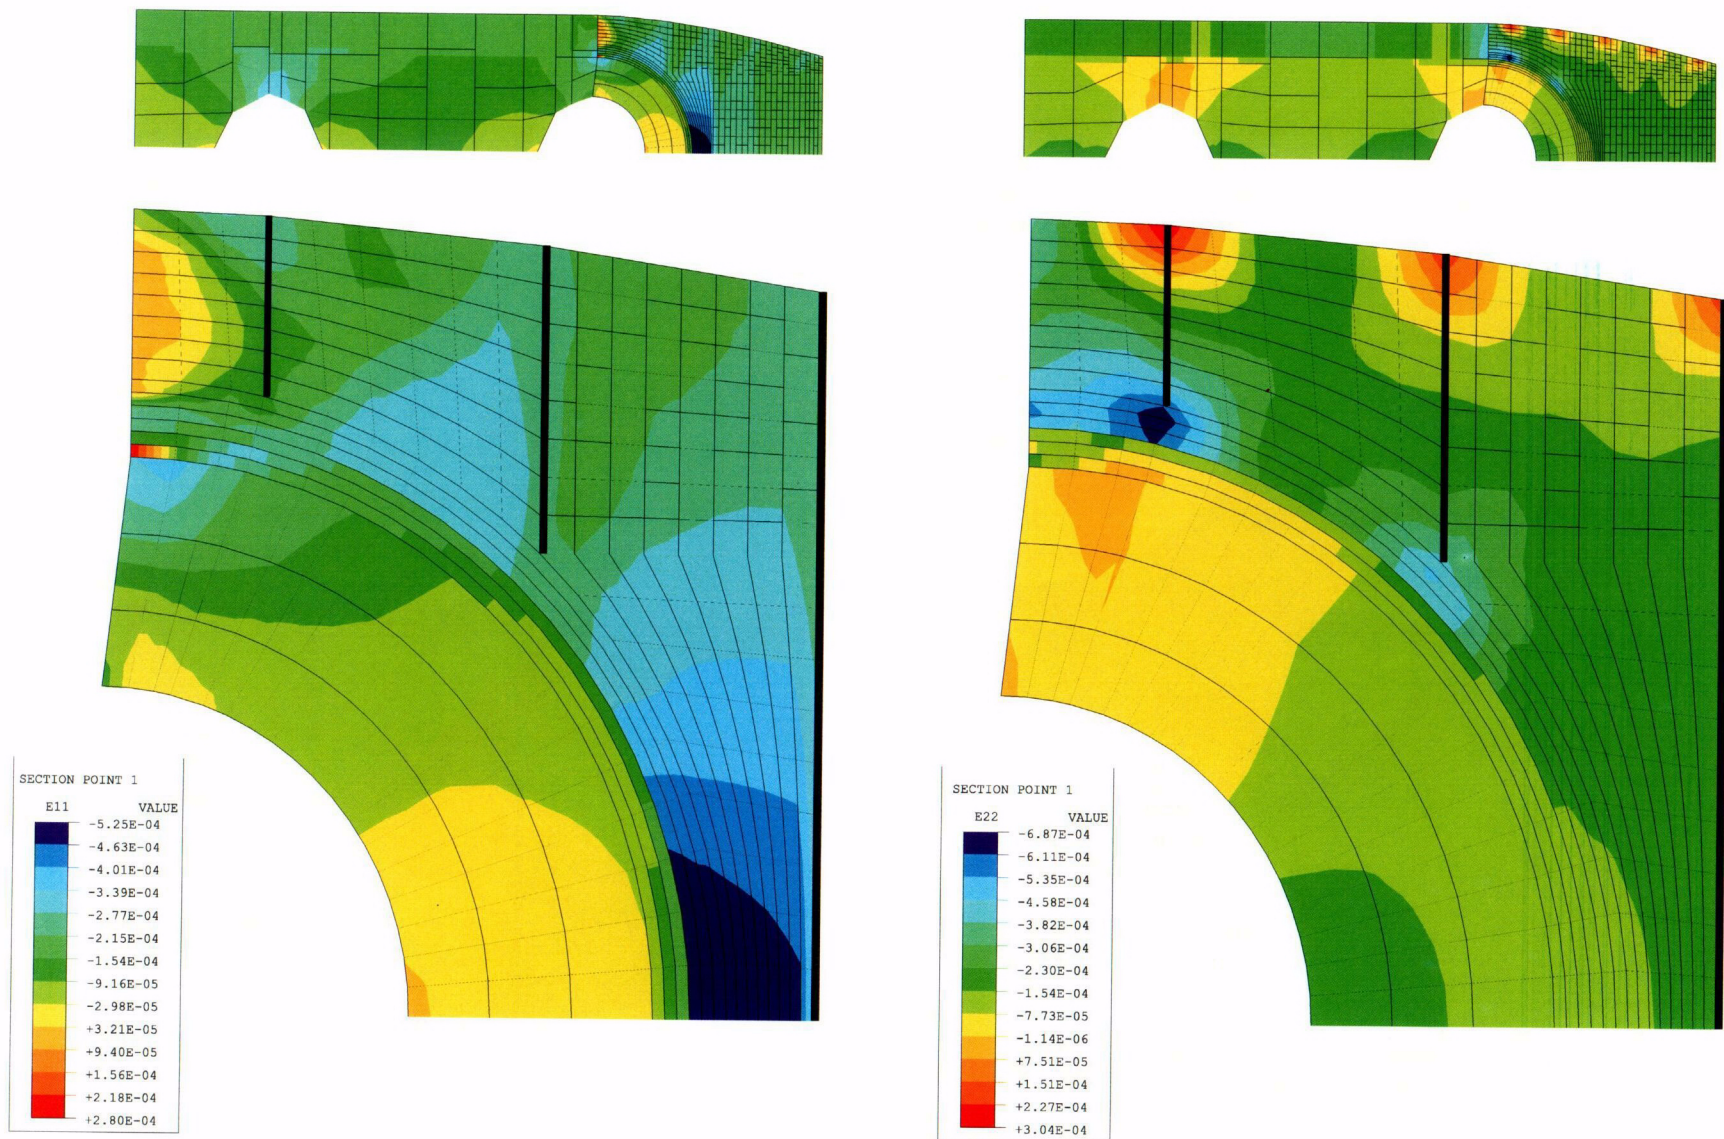 SECTION POINT 1
E11 VALUE
-5.25E-04
-4.63E-04
-4.01E-04
-3.39E-04
-2.77E-04
-2.15E-04
-1.54E-04
-9.16E-05
-2.98E-05
+3.21E-05
+9.40E-05
+1.56E-04
+2.18E-04
+2.80E-04
SECTION POINT 1
E22 VALUE
-6.87E-04
-6.11E-04
-5.35E-04
-4.58E-04
-3.82E-04
-3.06E-04
-2.30E-04
-1.54E-04
-7.73E-05
-1.14E-06
+7.51E-05
+1.51E-04
+2.27E-04
+3.04E-04